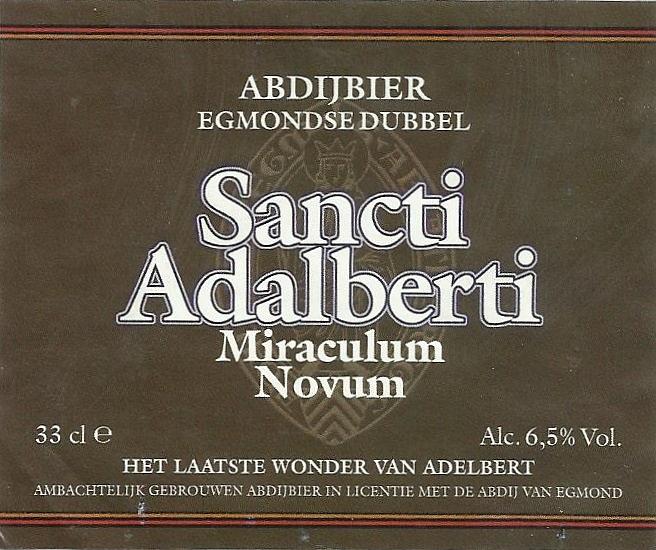 ABDIJBIER
EGMONDSE DUBBEL
Sancti
Adalberti
Miraculum
Novum
33 cl ℮
Alc. 6,5% Vol.
HET LAATSTE WONDER VAN ADELBERT
AMBACHTELIJK GEBROUWEN ABDIJBIER IN LICENTIE MET DE ABDIJ VAN EGMOND